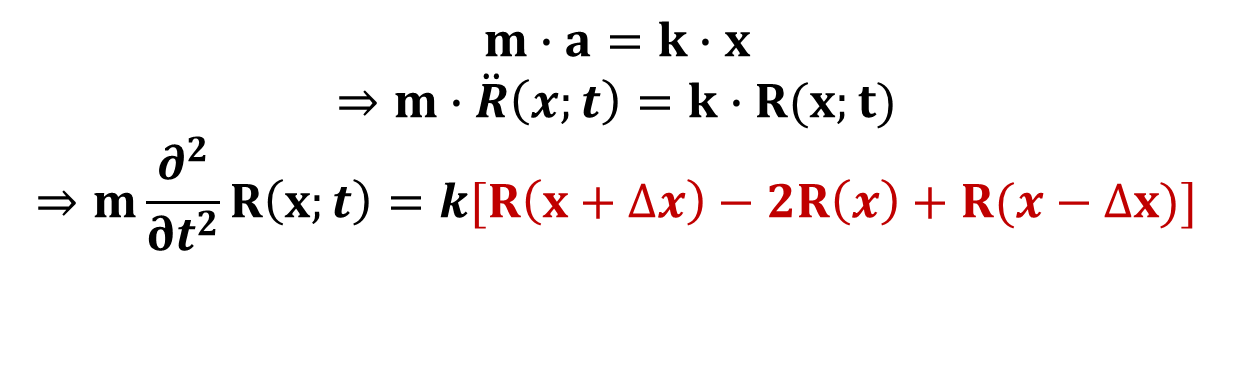 m · a = k · x
⇒ m · R̈(x; t) = k · R(x; t)
⇒ m ∂²/∂t² R(x; t) = k[R(x + Δx) − 2R(x) + R(x − Δx)]